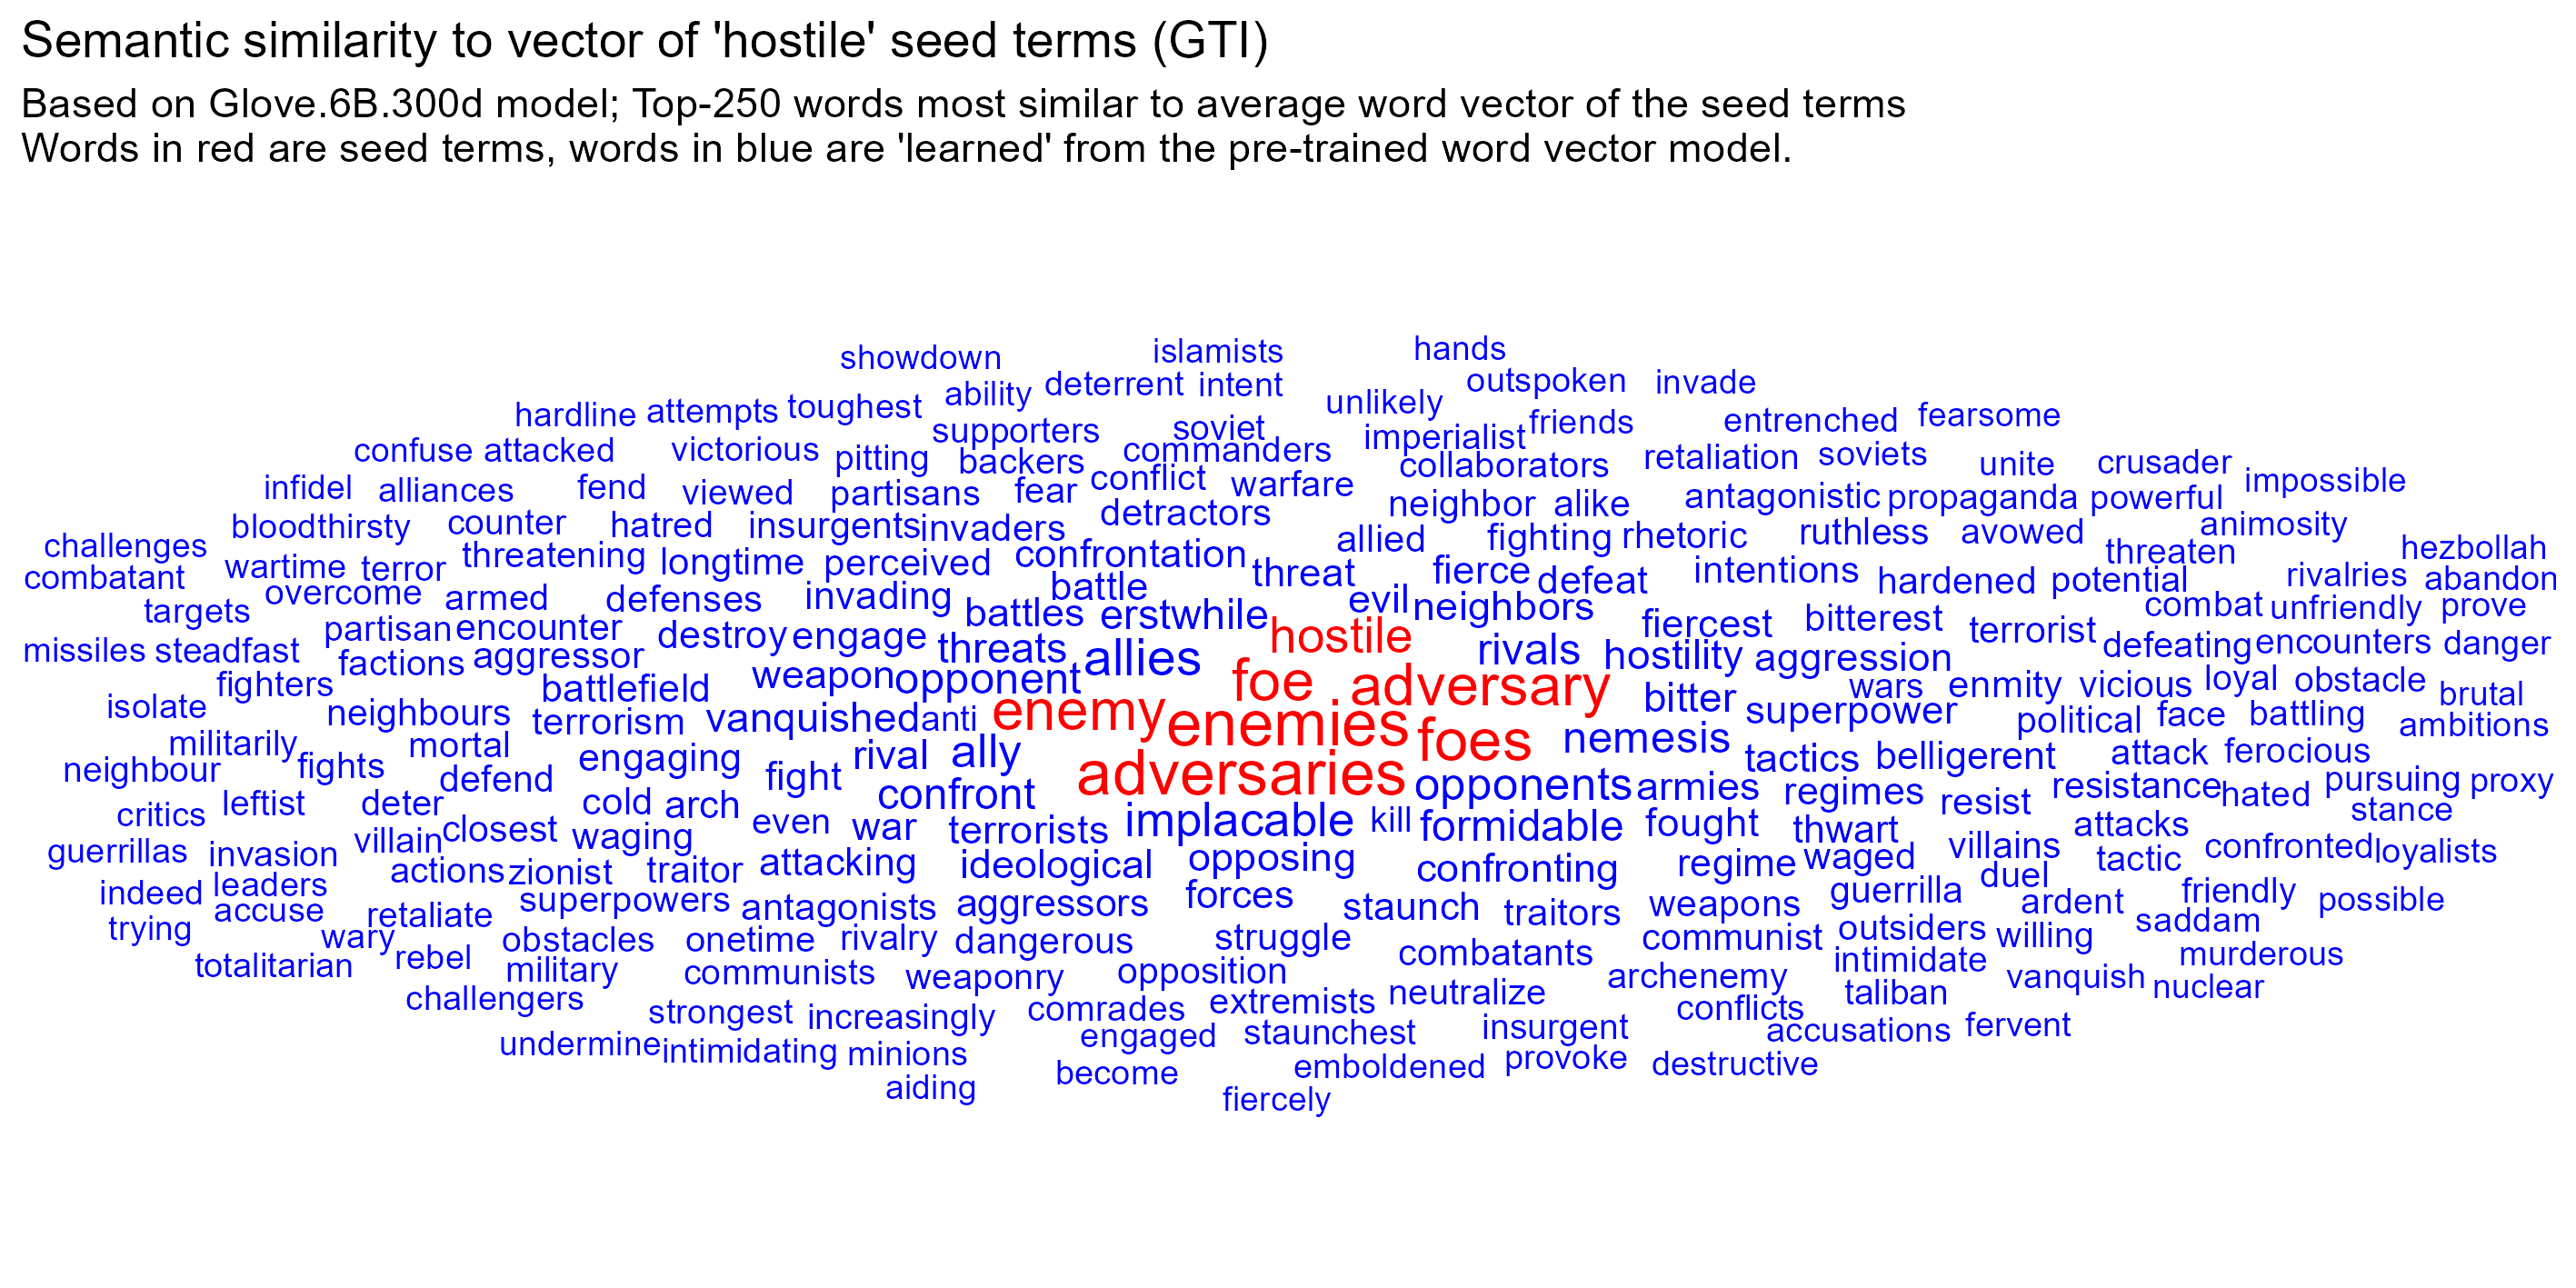 Semantic similarity to vector of 'hostile' seed terms (GTI)
Based on Glove.6B.300d model; Top-250 words most similar to average word vector of the seed terms
Words in red are seed terms, words in blue are 'learned' from the pre-trained word vector model.
showdown islamists hands
ability deterrent intent outspoken invade
hardline attempts toughest unlikely friends entrenched fearsome
supporters soviet imperialist
confuse attacked victorious pitting backers commanders collaborators retaliation soviets unite crusader impossible
infidel alliances fend viewed partisans fear conflict warfare neighbor alike antagonistic propaganda powerful
bloodthirsty counter hatred insurgents invaders detractors allied fighting rhetoric ruthless avowed animosity
challenges threatening longtime perceived confrontation threat fierce defeat intentions threaten hezbollah
combatant wartime terror battle hardened potential rivalries abandon
targets overcome armed defenses invading battles erstwhile evil neighbors fiercest bitterest combat unfriendly prove
partisan encounter destroy engage hostile terrorist
missiles steadfast factions aggressor threats allies rivals hostility aggression defeating encounters danger
fighters battlefield weapon opponent foe adversary bitter wars enmity vicious loyal obstacle brutal
isolate neighbours terrorism vanquished anti enemy enemies foes nemesis superpower political face battling ambitions
militarily mortal engaging rival ally tactics belligerent attack ferocious
neighbour fights defend fight confront adversaries opponents armies regimes resistance hated pursuing proxy
critics leftist deter cold arch even war terrorists implacable kill formidable fought thwart resist attacks stance
guerrillas invasion villain closest waging ideological opposing confronting regime waged villains tactic confronted loyalists
actions zionist traitor attacking duel
indeed leaders superpowers antagonists aggressors forces staunch traitors weapons guerrilla ardent friendly possible
trying accuse retaliate obstacles onetime rivalry dangerous struggle communist outsiders willing saddam
wary
totalitarian rebel military communists weaponry opposition combatants archenemy intimidate vanquish murderous
challengers strongest increasingly comrades extremists neutralize conflicts taliban nuclear
undermine intimidating minions engaged staunchest insurgent accusations fervent
aiding become emboldened provoke destructive
fiercely